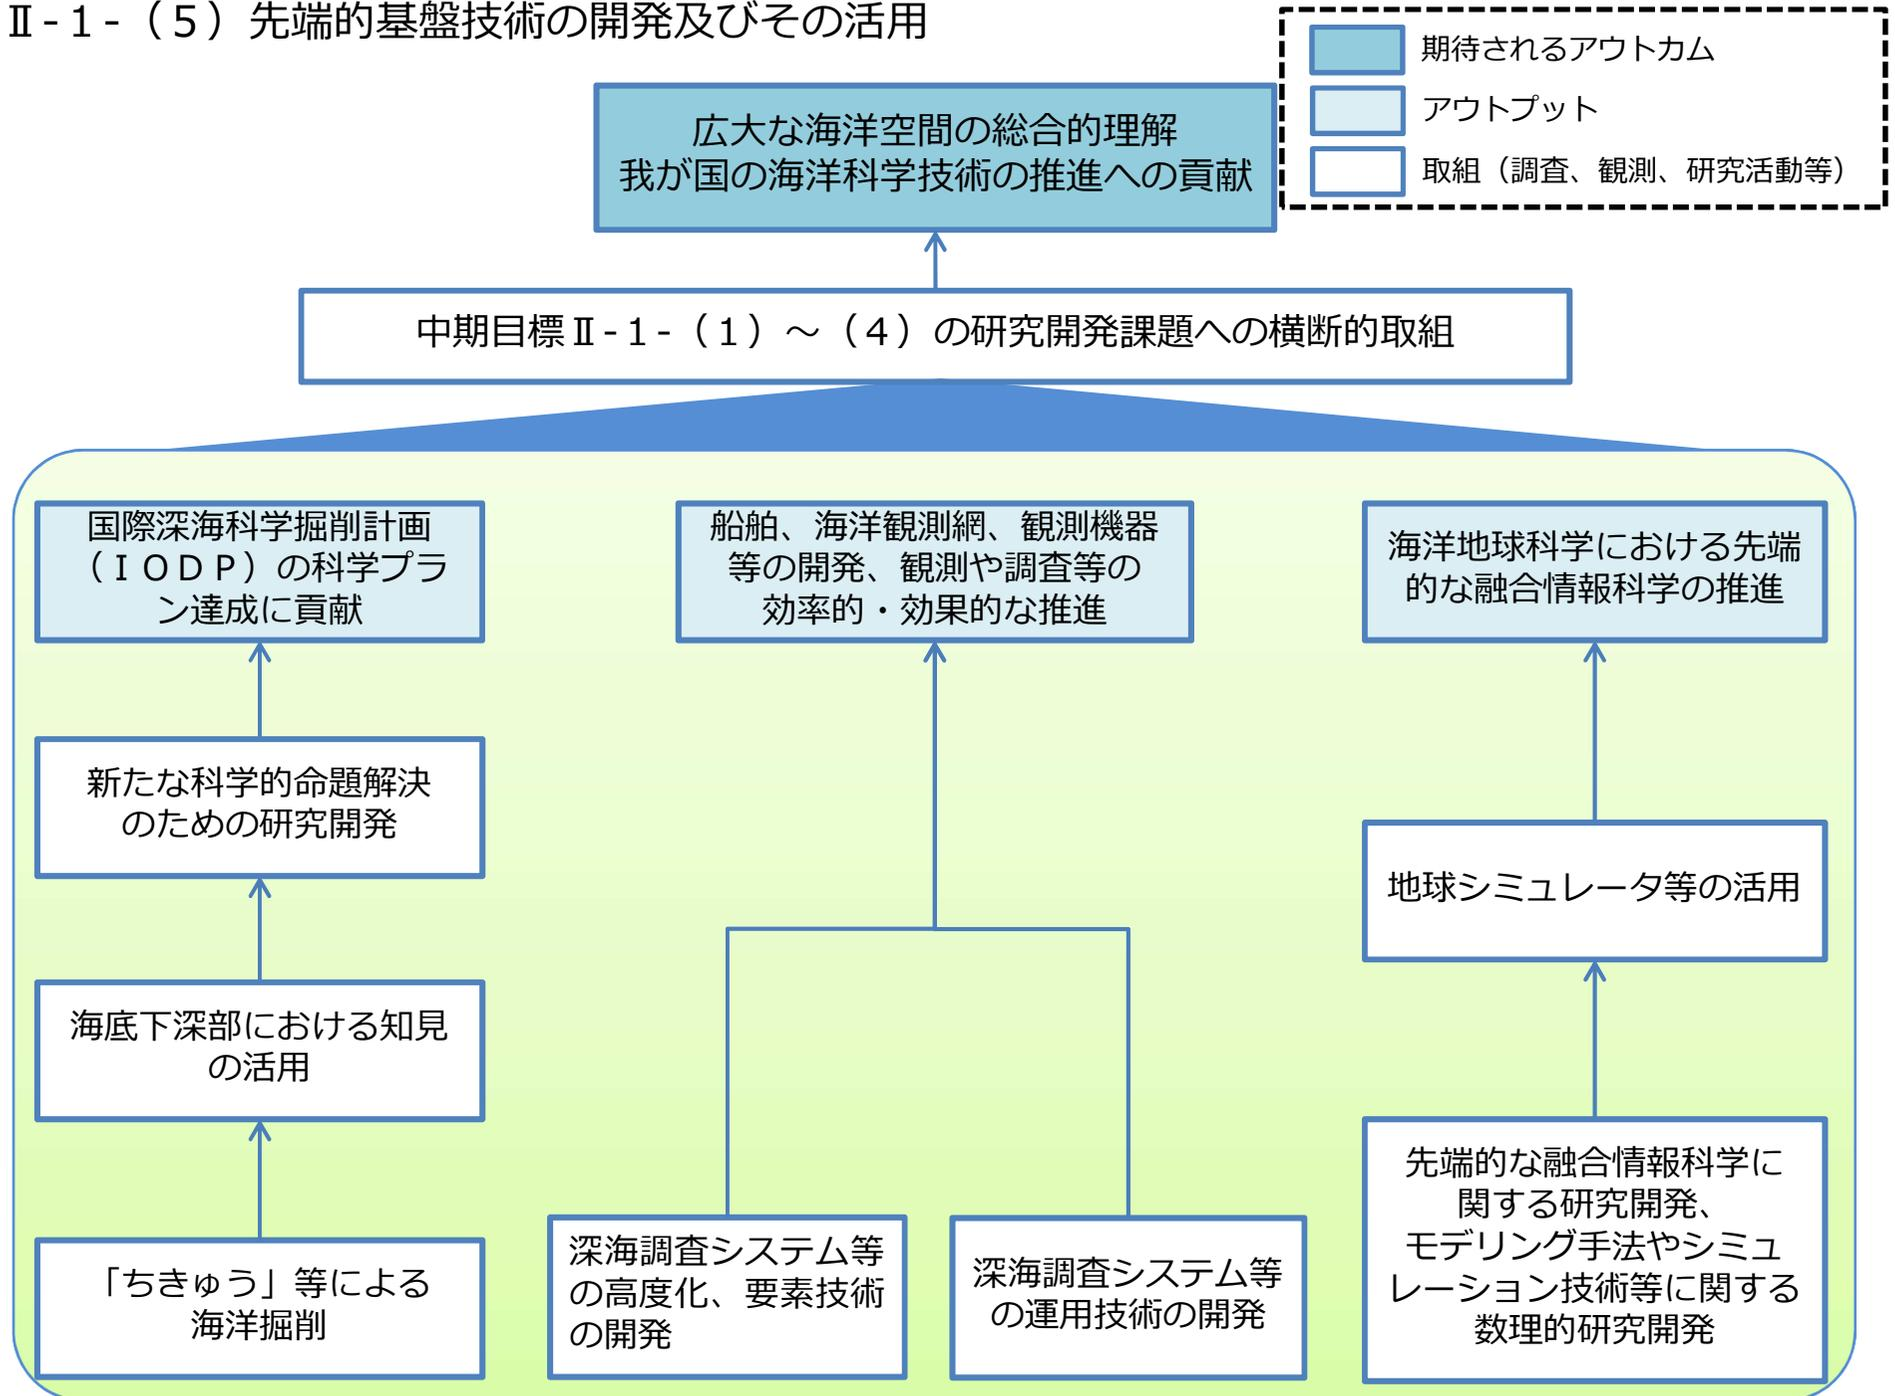 Ⅱ-1-（5）先端的基盤技術の開発及びその活用
期待されるアウトカム
アウトプット
取組（調査、観測、研究活動等）
広大な海洋空間の総合的理解
我が国の海洋科学技術の推進への貢献
中期目標Ⅱ-1-（1）～（4）の研究開発課題への横断的取組
国際深海科学掘削計画
（ＩＯＤＰ）の科学プラ
ン達成に貢献
船舶、海洋観測網、観測機器
等の開発、観測や調査等の
効率的・効果的な推進
海洋地球科学における先端
的な融合情報科学の推進
新たな科学的命題解決
のための研究開発
地球シミュレータ等の活用
海底下深部における知見
の活用
「ちきゅう」等による
海洋掘削
深海調査システム等
の高度化、要素技術
の開発
深海調査システム等
の運用技術の開発
先端的な融合情報科学に
関する研究開発、
モデリング手法やシミュ
レーション技術等に関する
数理的研究開発